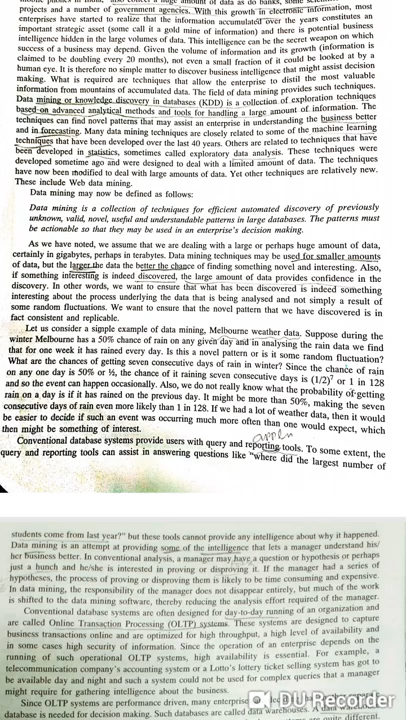 mobile phones in India, also collect a huge amount of data as do banks, some
projects and a number of government agencies. With this growth in electronic information, most
enterprises have started to realize that the information accumulated over the years constitutes an
important strategic asset (some call it a gold mine of information) and there is potential business
intelligence hidden in the large volumes of data. This intelligence can be the secret weapon on which
success of a business may depend. Given the volume of information and its growth (information is
claimed to be doubling every 20 months), not even a small fraction of it could be looked at by a
human eye. It is therefore no simple matter to discover business intelligence that might assist decision
making. What is required are techniques that allow the enterprise to distil the most valuable
information from mountains of accumulated data. The field of data mining provides such techniques.
Data mining or knowledge discovery in databases (KDD) is a collection of exploration techniques
based on advanced analytical methods and tools for handling a large amount of information. The
techniques can find novel patterns that may assist an enterprise in understanding the business better
and in forecasting. Many data mining techniques are closely related to some of the machine learning
techniques that have been developed over the last 40 years. Others are related to techniques that have
been developed in statistics, sometimes called exploratory data analysis. These techniques were
developed sometime ago and were designed to deal with a limited amount of data. The techniques
have now been modified to deal with large amounts of data. Yet other techniques are relatively new.
These include Web data mining.
Data mining may now be defined as follows:
Data mining is a collection of techniques for efficient automated discovery of previously
unknown, valid, novel, useful and understandable patterns in large databases. The patterns must
be actionable so that they may be used in an enterprise's decision making.
As we have noted, we assume that we are dealing with a large or perhaps huge amount of data,
certainly in gigabytes, perhaps in terabytes. Data mining techniques may be used for smaller amounts
of data, but the larger the data the better the chance of finding something novel and interesting. Also,
if something interesting is indeed discovered, the large amount of data provides confidence in the
discovery. In other words, we want to ensure that what has been discovered is indeed something
interesting about the process underlying the data that is being analysed and not simply a result of
some random fluctuations. We want to ensure that the novel pattern that we have discovered is in
fact consistent and replicable.
Let us consider a simple example of data mining, Melbourne weather data. Suppose during the
winter Melbourne has a 50% chance of rain on any given day and in analysing the rain data we find
that for one week it has rained every day. Is this a novel pattern or is it some random fluctuation?
What are the chances of getting seven consecutive days of rain in winter? Since the chance of rain
on any one day is 50% or ½, the chance of it raining seven consecutive days is (1/2)⁷ or 1 in 128
and so the event can happen occasionally. Also, we do not really know what the probability of getting
rain on a day is if it has rained on the previous day. It might be more than 50%, making the seven
consecutive days of rain even more likely than 1 in 128. If we had a lot of weather data, then it would
be easier to decide if such an event was occurring much more often than one would expect, which
then might be something of interest.
Conventional database systems provide users with query and reporting tools. To some extent, the
query and reporting tools can assist in answering questions like "where did the largest number of
students come from last year?" but these tools cannot provide any intelligence about why it happened.
Data mining is an attempt at providing some of the intelligence that lets a manager understand his/
her business better. In conventional analysis, a manager may have a question or hypothesis or perhaps
just a hunch and he/she is interested in proving or disproving it. If the manager had a series of
hypotheses, the process of proving or disproving them is likely to be time consuming and expensive.
In data mining, the responsibility of the manager does not disappear entirely, but much of the work
is shifted to the data mining software, thereby reducing the analysis effort required of the manager.
Conventional database systems are often designed for day-to-day running of an organization and
are called Online Transaction Processing (OLTP) systems. These systems are designed to capture
business transactions online and are optimized for high throughput, a high level of availability and
in some cases high security of information. Since the operation of an enterprise depends on the
running of such operational OLTP systems, high availability is essential. For example, a
telecommunication company's accounting system or a Lotto's lottery ticket selling system has got to
be available day and night and such a system could not be used for complex queries that a manager
might require for gathering intelligence about the business.
Since OLTP systems are performance driven, many enterprises
database is needed for decision making. Such databases are called data warehouses.
quite different.
DU Recorder